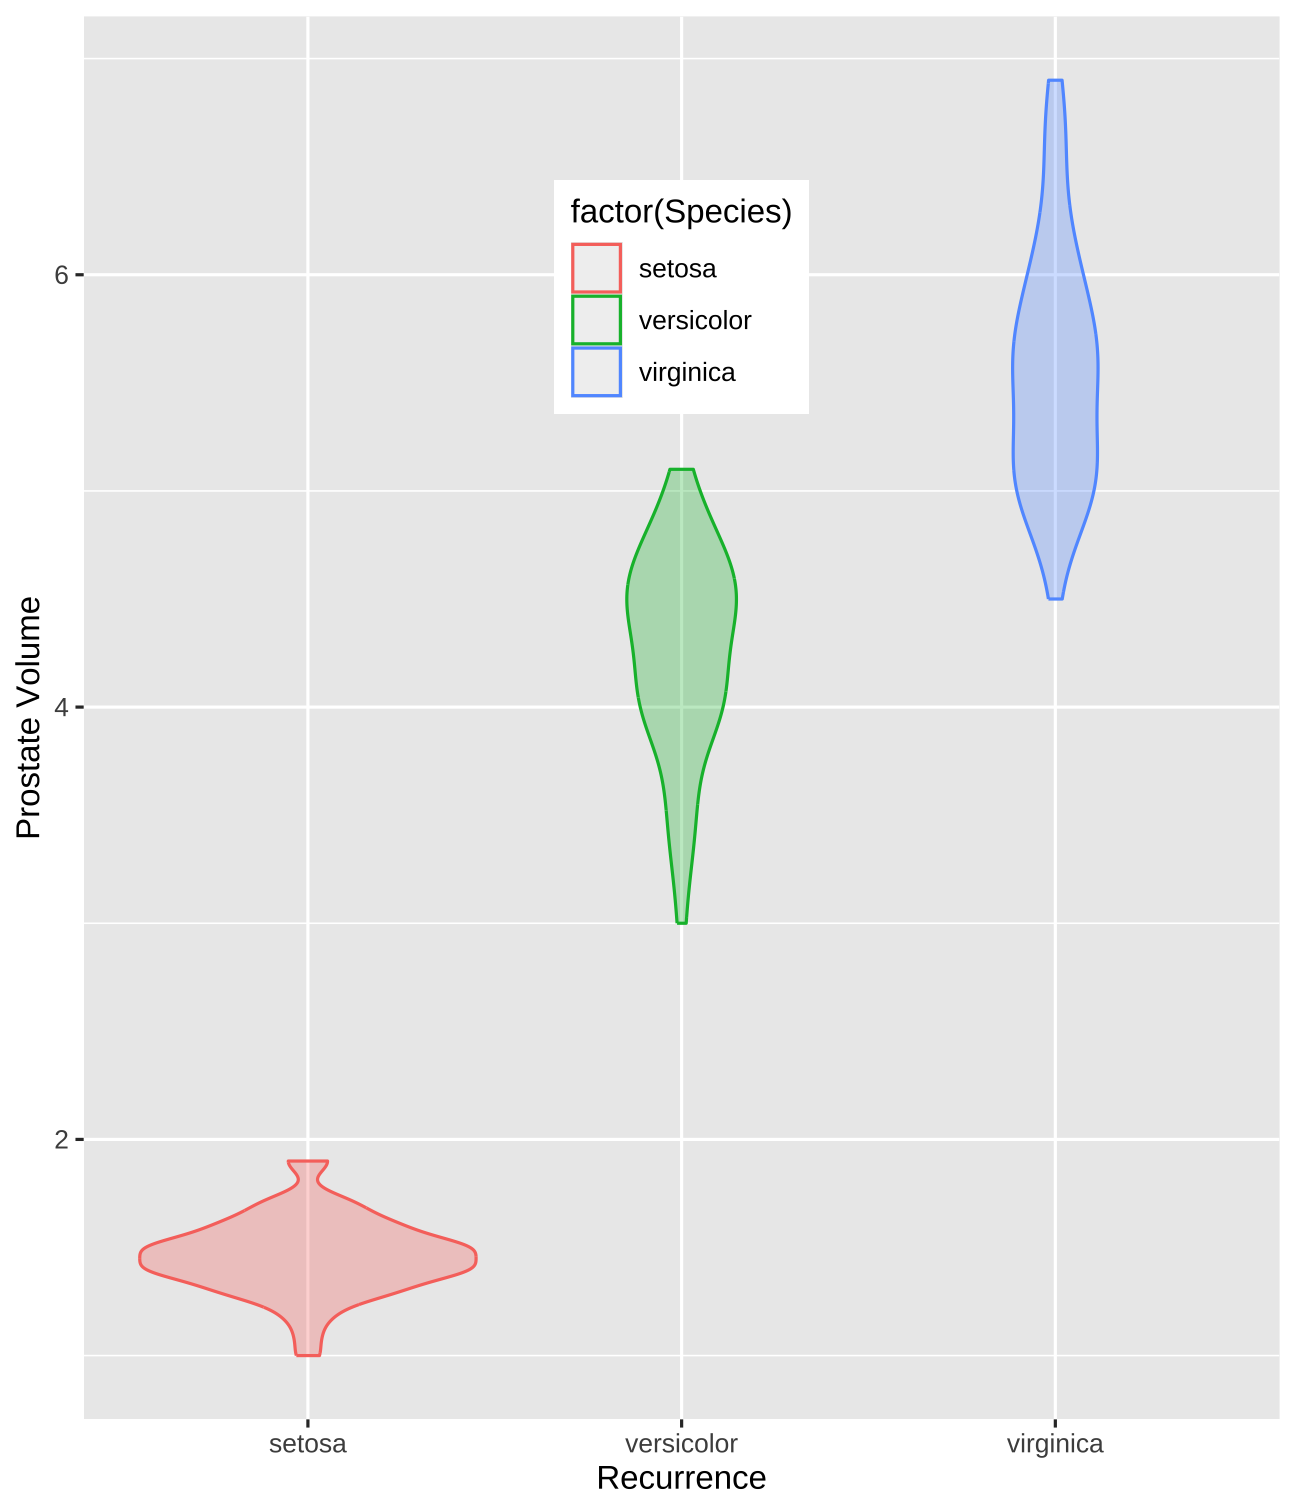 factor(Species)
setosa
versicolor
virginica
6
4
2
Prostate Volume
setosa versicolor virginica
Recurrence